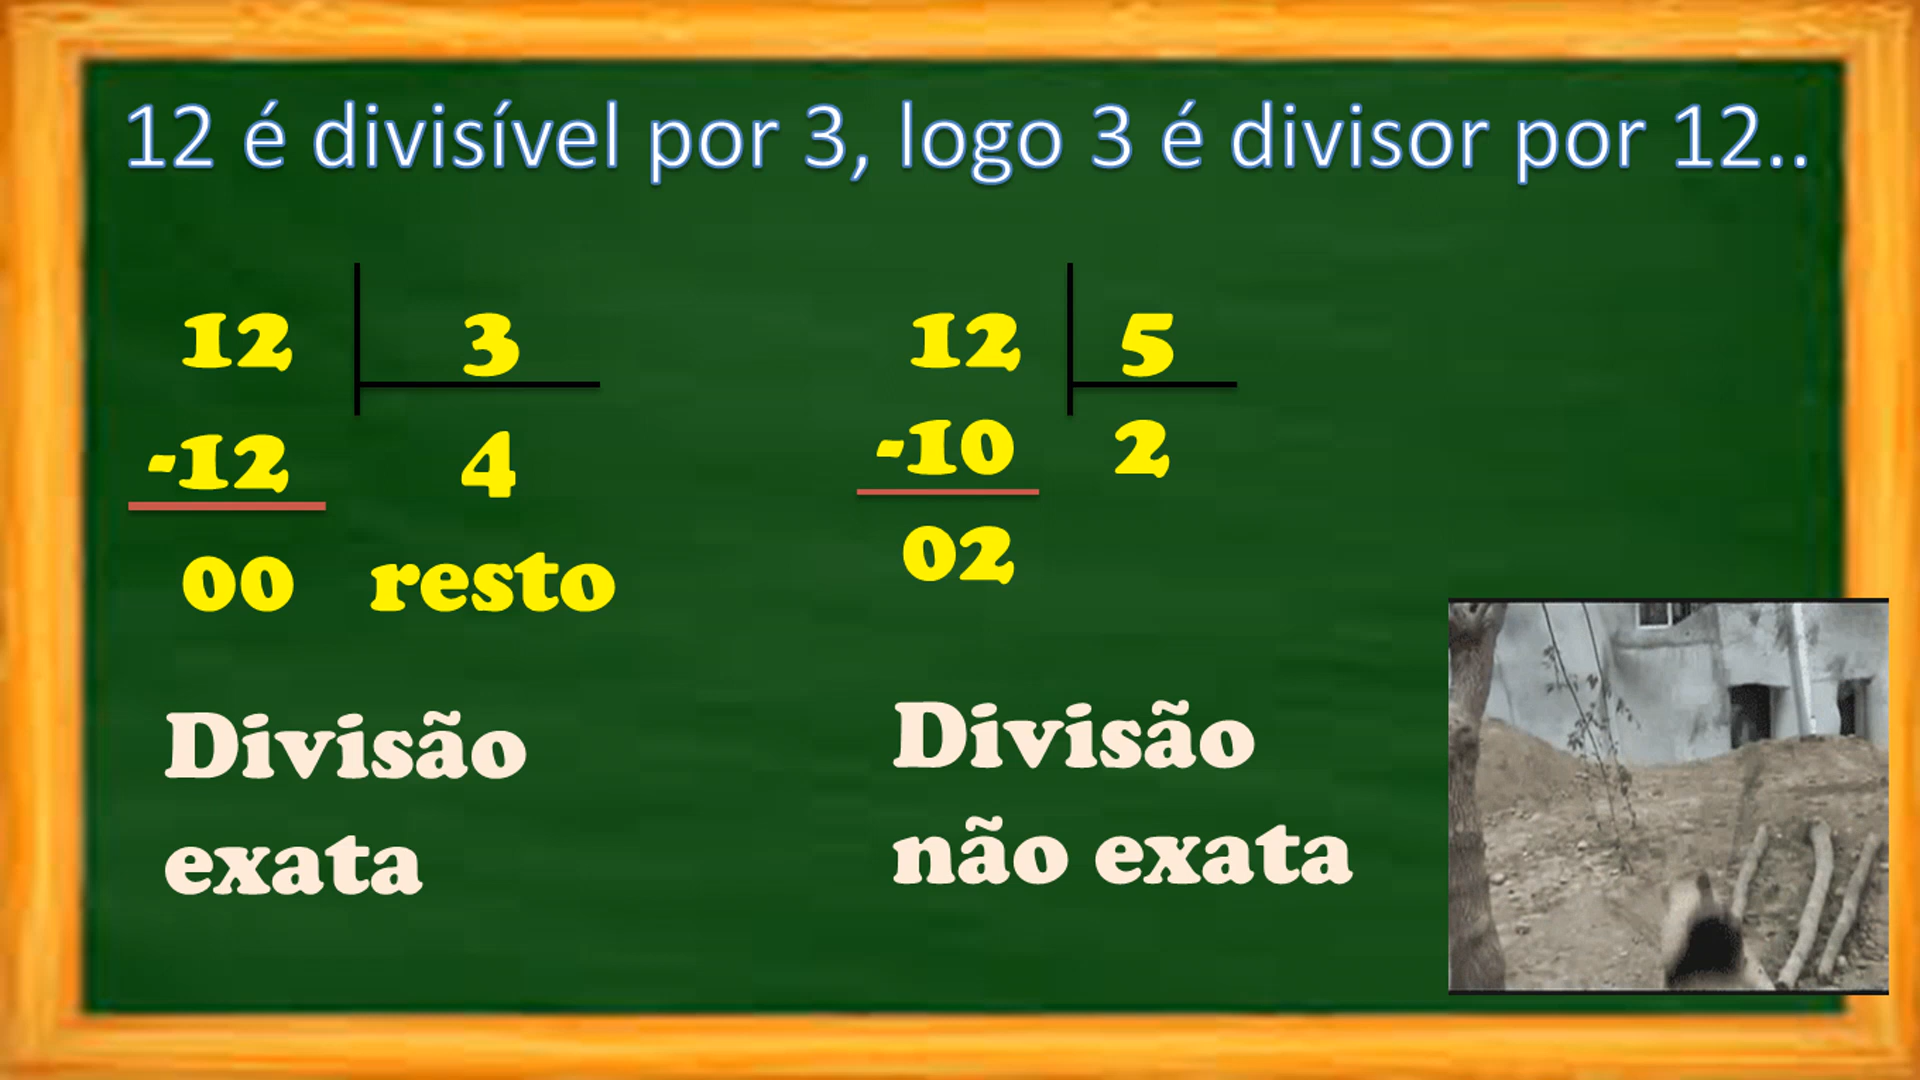 12 é divisível por 3, logo 3 é divisor por 12..
12 3
-12 4
00 resto
Divisão
exata
12 5
-10 2
02
Divisão
não exata